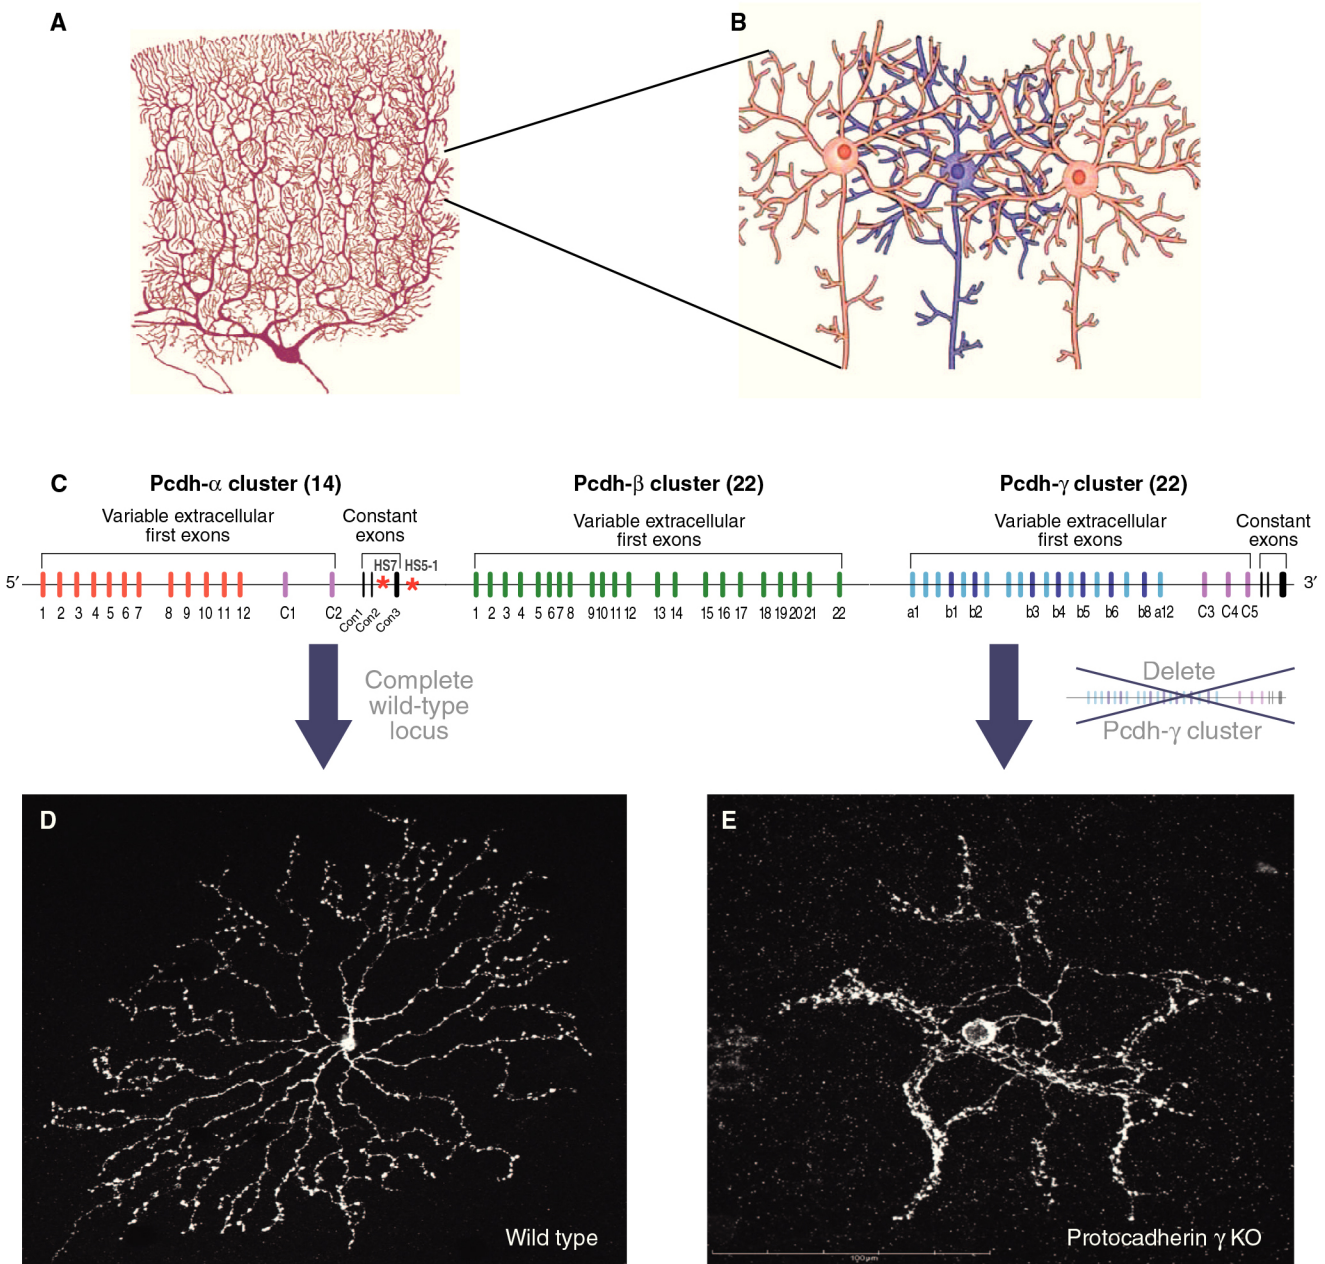 A
B
C
Pcdh-α cluster (14)
Pcdh-β cluster (22)
Pcdh-γ cluster (22)
Variable extracellular
first exons
Constant
exons
Variable extracellular
first exons
Variable extracellular
first exons
Constant
exons
HS7
HS5-1
5′
3′
1 2 3 4 5 6 7 8 9 10 11 12 C1 C2 Con1 Con2 Con3
1 2 3 4 5 6 7 8 9 10 11 12 13 14 15 16 17 18 19 20 21 22
a1 b1 b2 b3 b4 b5 b6 b8 a12 C3 C4 C5
Complete
wild-type
locus
Delete
Pcdh-γ cluster
D
Wild type
E
100µm
Protocadherin γ KO